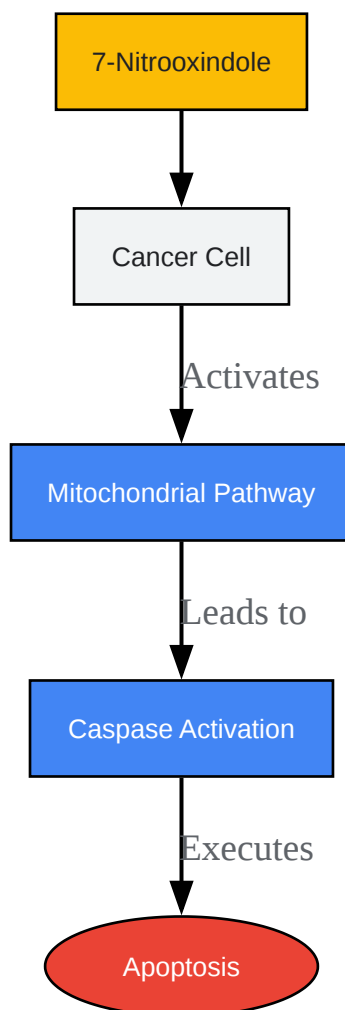 7-Nitrooxindole
Cancer Cell
Activates
Mitochondrial Pathway
Leads to
Caspase Activation
Executes
Apoptosis